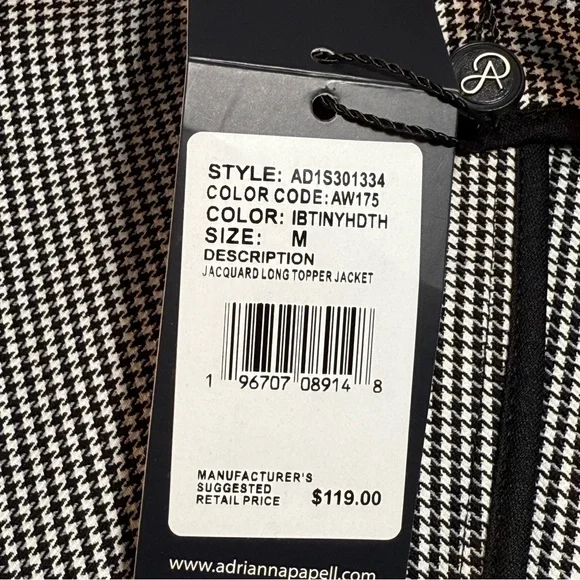 STYLE: AD1S301334
COLOR CODE: AW175
COLOR: IBTINYHDTH
SIZE: M
DESCRIPTION
JACQUARD LONG TOPPER JACKET
1 96707 08914 8
MANUFACTURER'S
SUGGESTED
RETAIL PRICE $119.00
www.adriannapapell.com